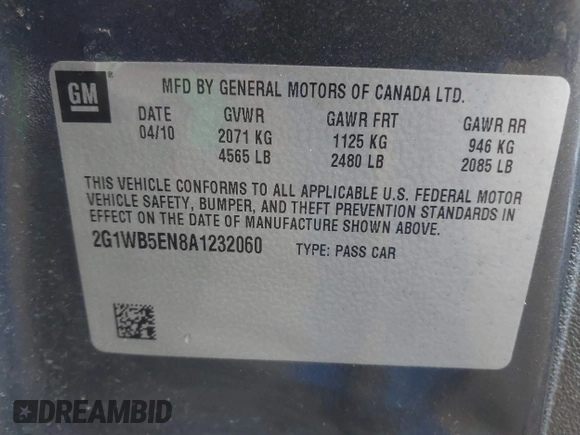 GM ®
MFD BY GENERAL MOTORS OF CANADA LTD.
DATE GVWR GAWR FRT GAWR RR
04/10 2071 KG 1125 KG 946 KG
4565 LB 2480 LB 2085 LB
THIS VEHICLE CONFORMS TO ALL APPLICABLE U.S. FEDERAL MOTOR
VEHICLE SAFETY, BUMPER, AND THEFT PREVENTION STANDARDS IN
EFFECT ON THE DATE OF MANUFACTURE SHOWN ABOVE.
2G1WB5EN8A1232060 TYPE: PASS CAR
DREAMBID